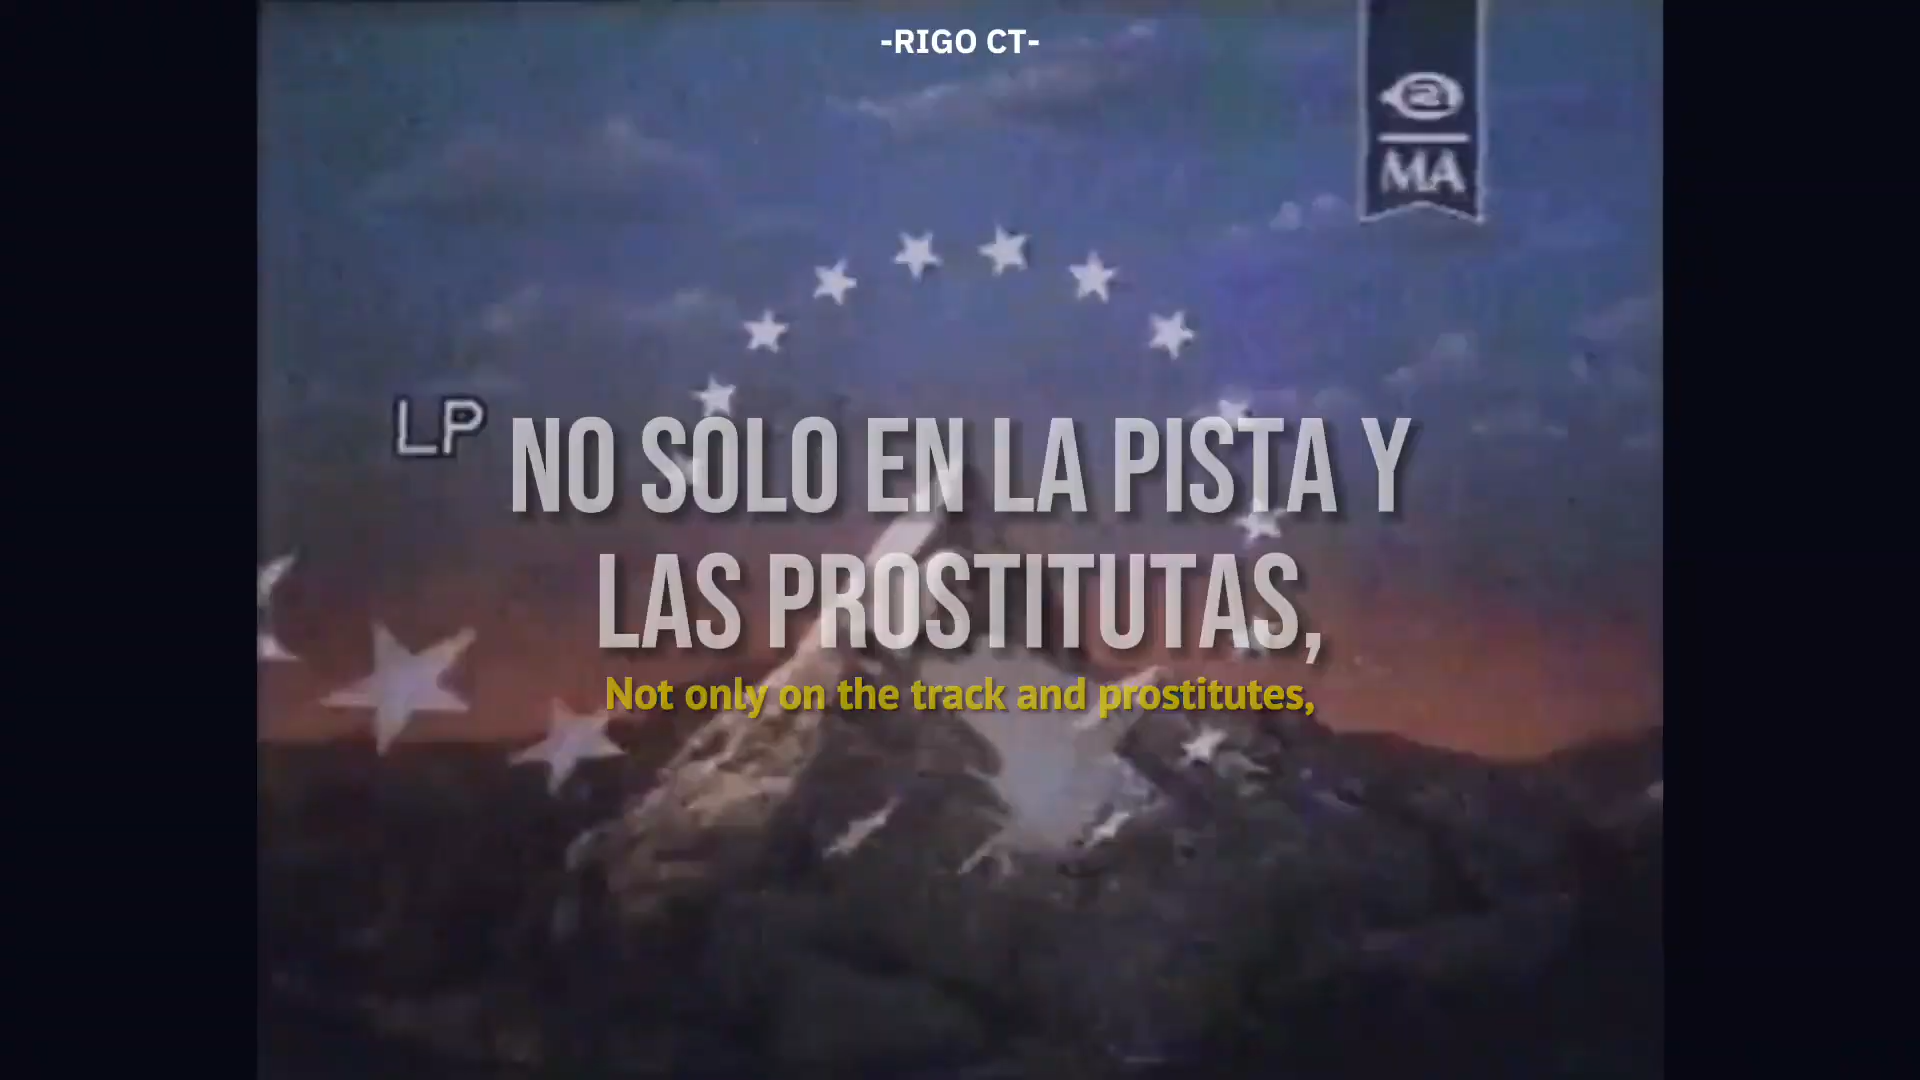 -RIGO CT-
MA
LP
NO SOLO EN LA PISTA Y
LAS PROSTITUTAS,
Not only on the track and prostitutes,